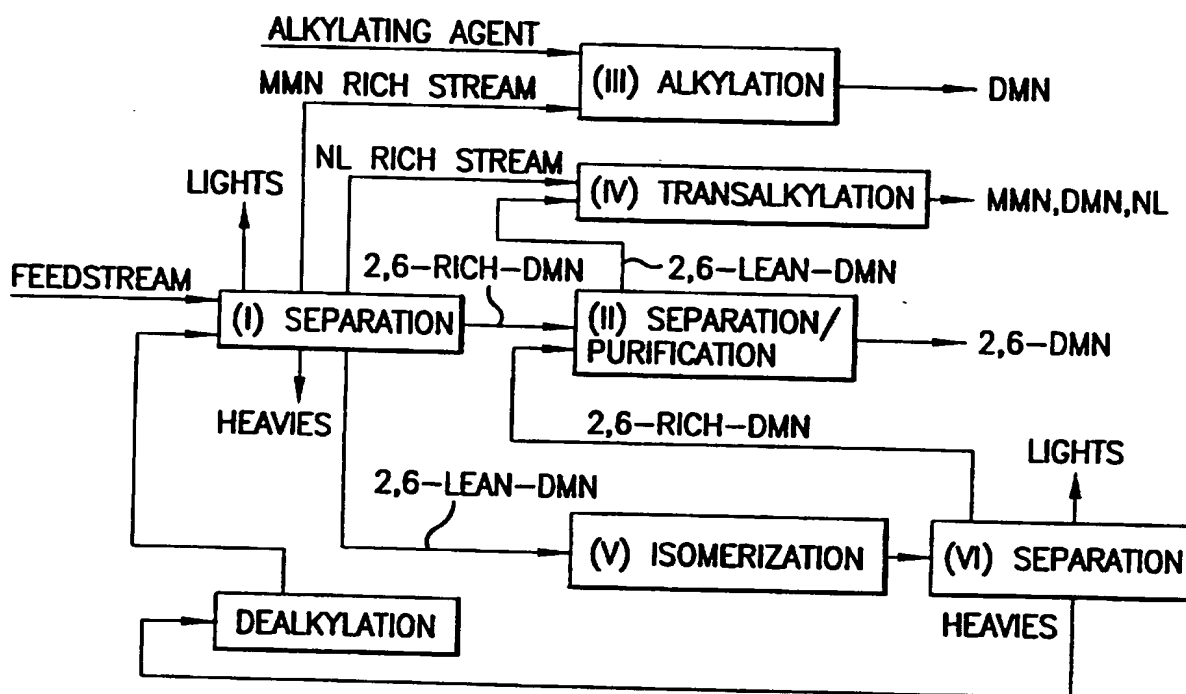 ALKYLATING AGENT
MMN RICH STREAM
(III) ALKYLATION
DMN
NL RICH STREAM
LIGHTS
(IV) TRANSALKYLATION
MMN,DMN,NL
2,6-RICH-DMN
2,6-LEAN-DMN
FEEDSTREAM
(I) SEPARATION
(II) SEPARATION/
PURIFICATION
2,6-DMN
HEAVIES
2,6-RICH-DMN
LIGHTS
2,6-LEAN-DMN
(V) ISOMERIZATION
(VI) SEPARATION
DEALKYLATION
HEAVIES